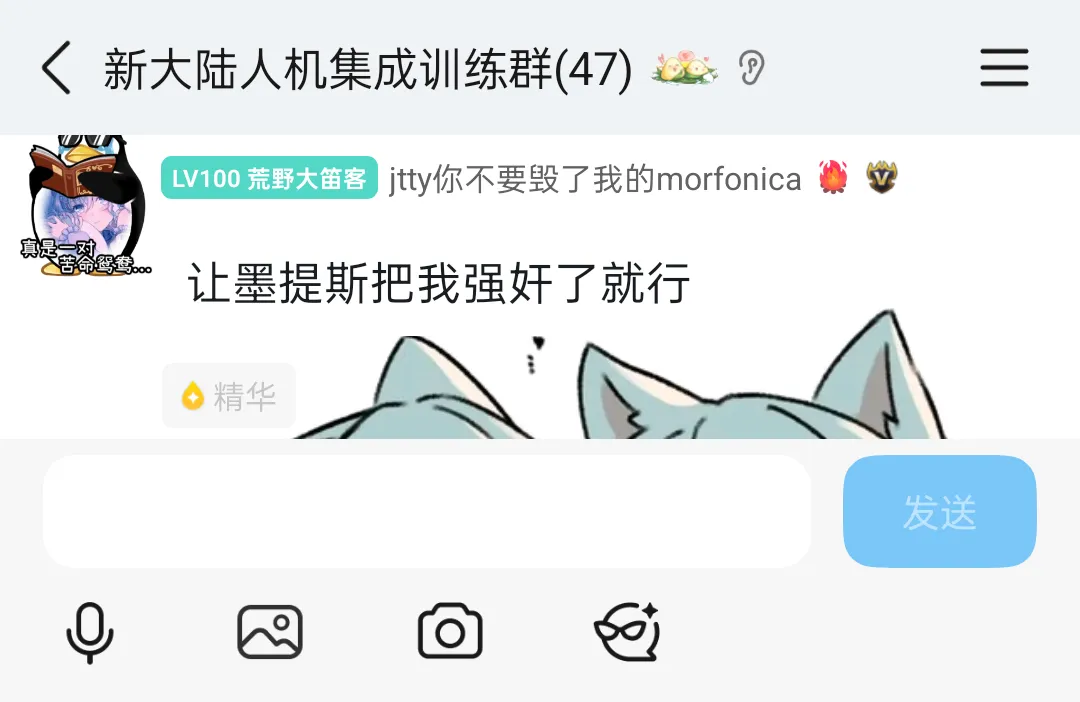 新大陆人机集成训练群(47)
LV100 荒野大笛客 jtty你不要毁了我的morfonica
真是一对
苦命鸳鸯...
让墨提斯把我强奸了就行
精华
发送